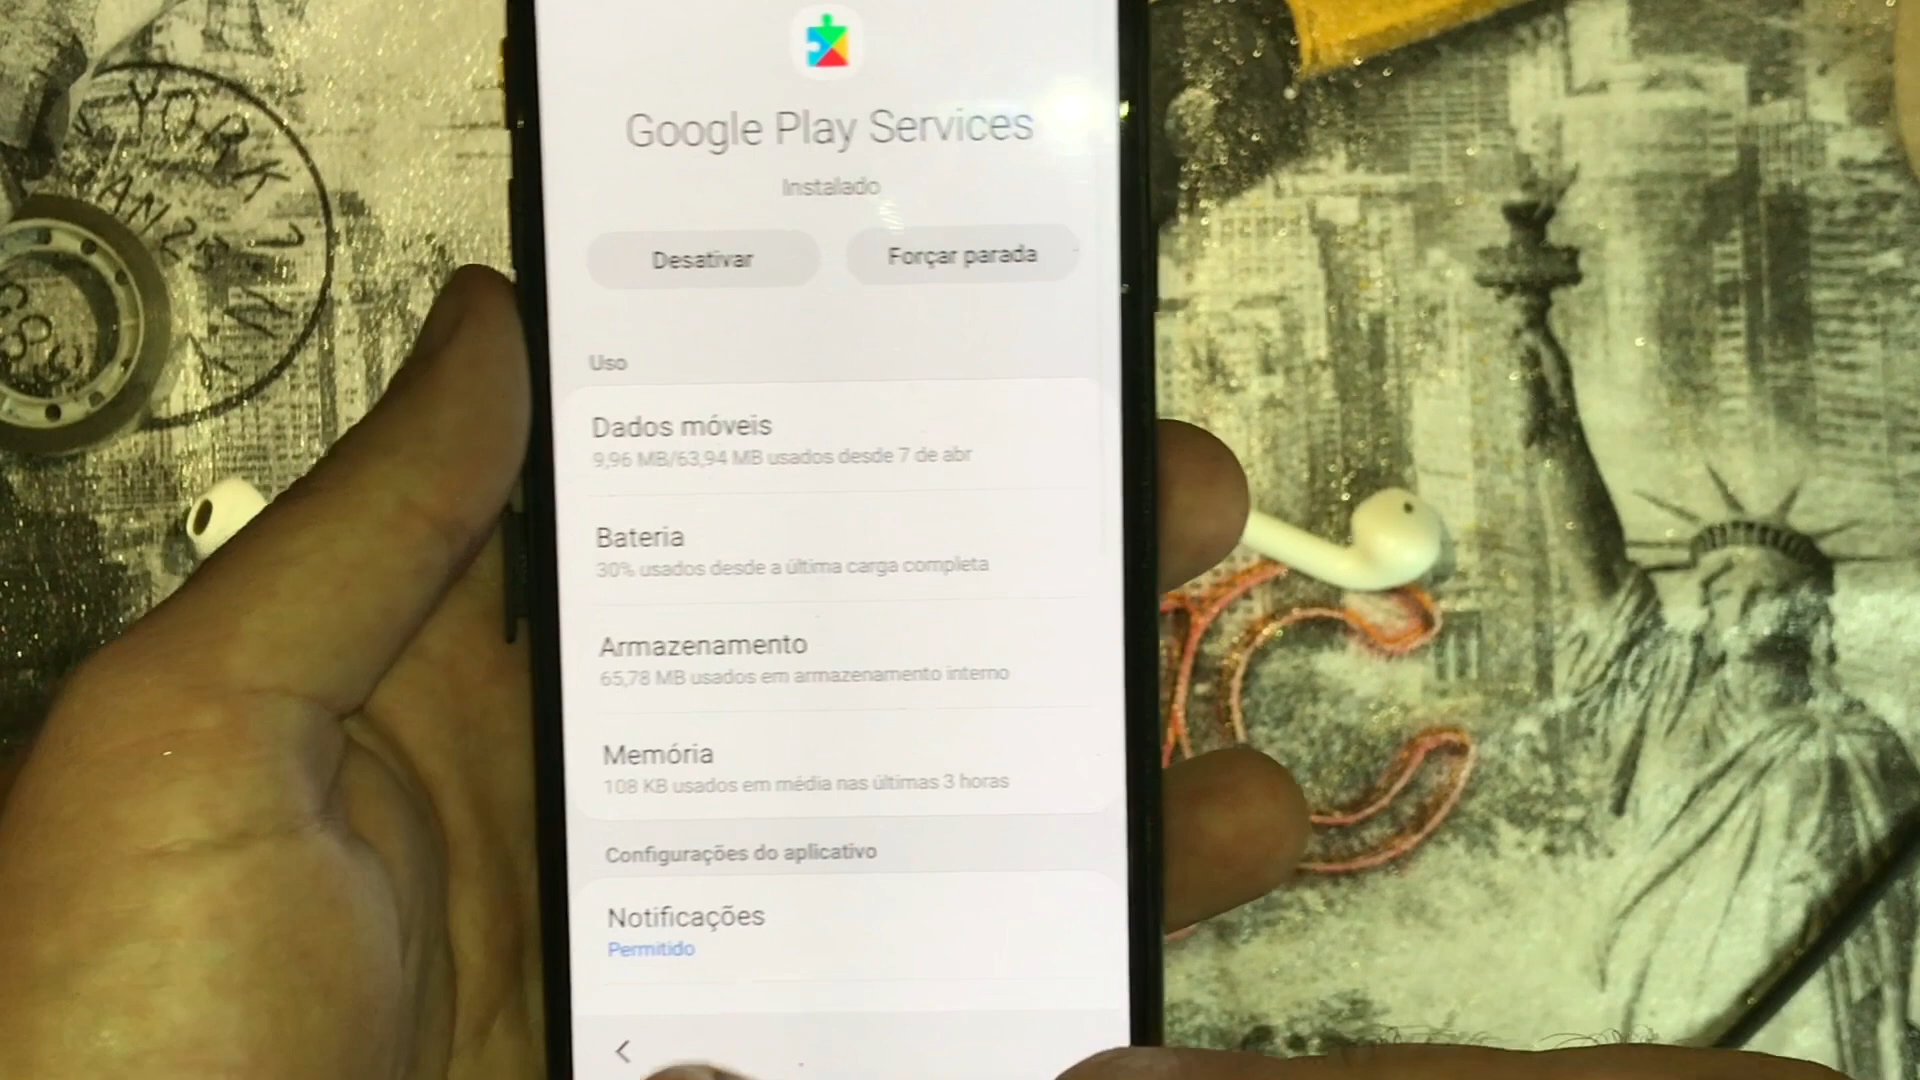 Google Play Services
Instalado
Desativar
Forçar parada
Uso
Dados móveis
9,96 MB/63,94 MB usados desde 7 de abr
Bateria
30% usados desde a última carga completa
Armazenamento
65,78 MB usados em armazenamento interno
Memória
108 KB usados em média nas últimas 3 horas
Configurações do aplicativo
Notificações
Permitido
YORK